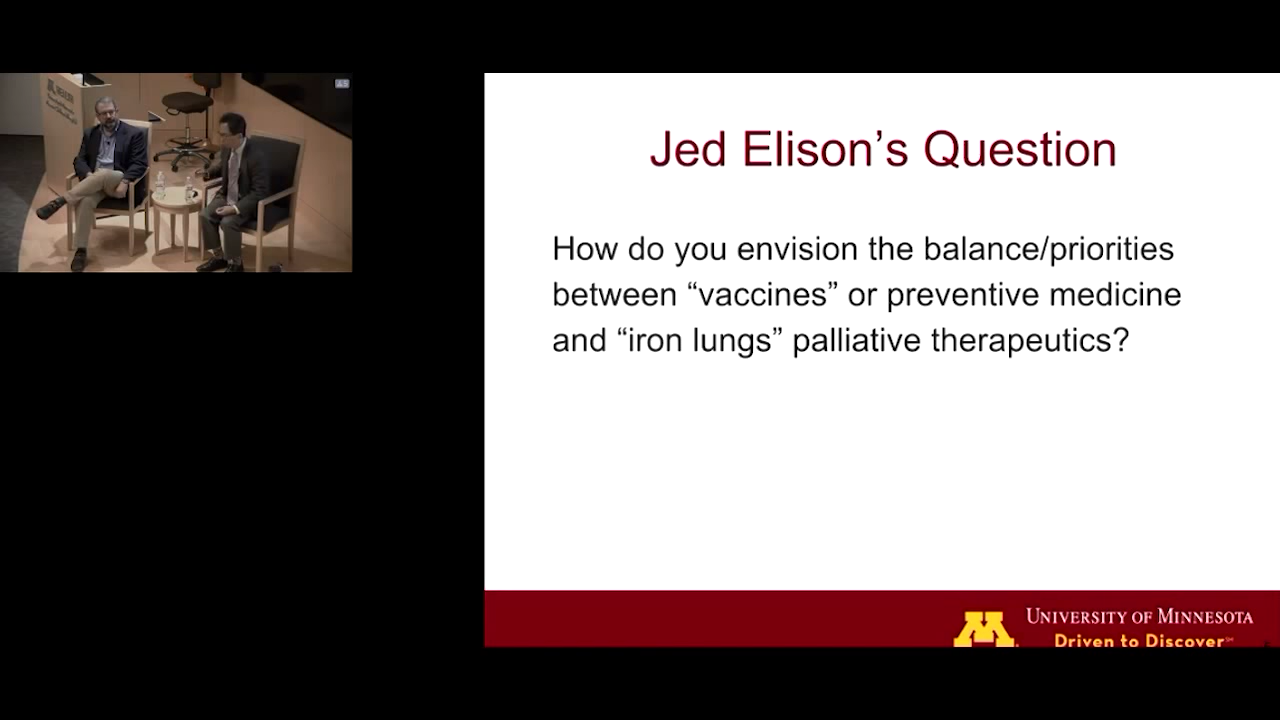 Jed Elison’s Question
How do you envision the balance/priorities
between “vaccines” or preventive medicine
and “iron lungs” palliative therapeutics?
UNIVERSITY OF MINNESOTA
Driven to Discover